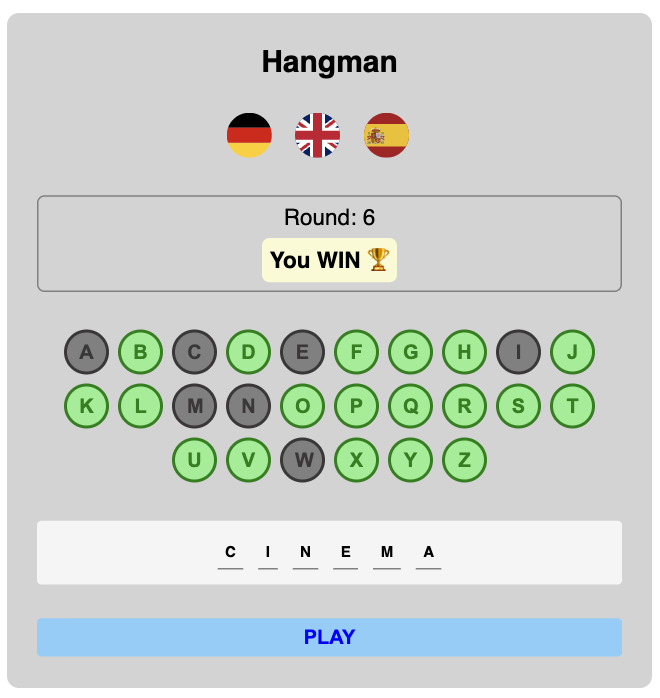 Hangman
Round: 6
You WIN 🏆
A B C D E F G H I J
K L M N O P Q R S T
U V W X Y Z
C I N E M A
PLAY